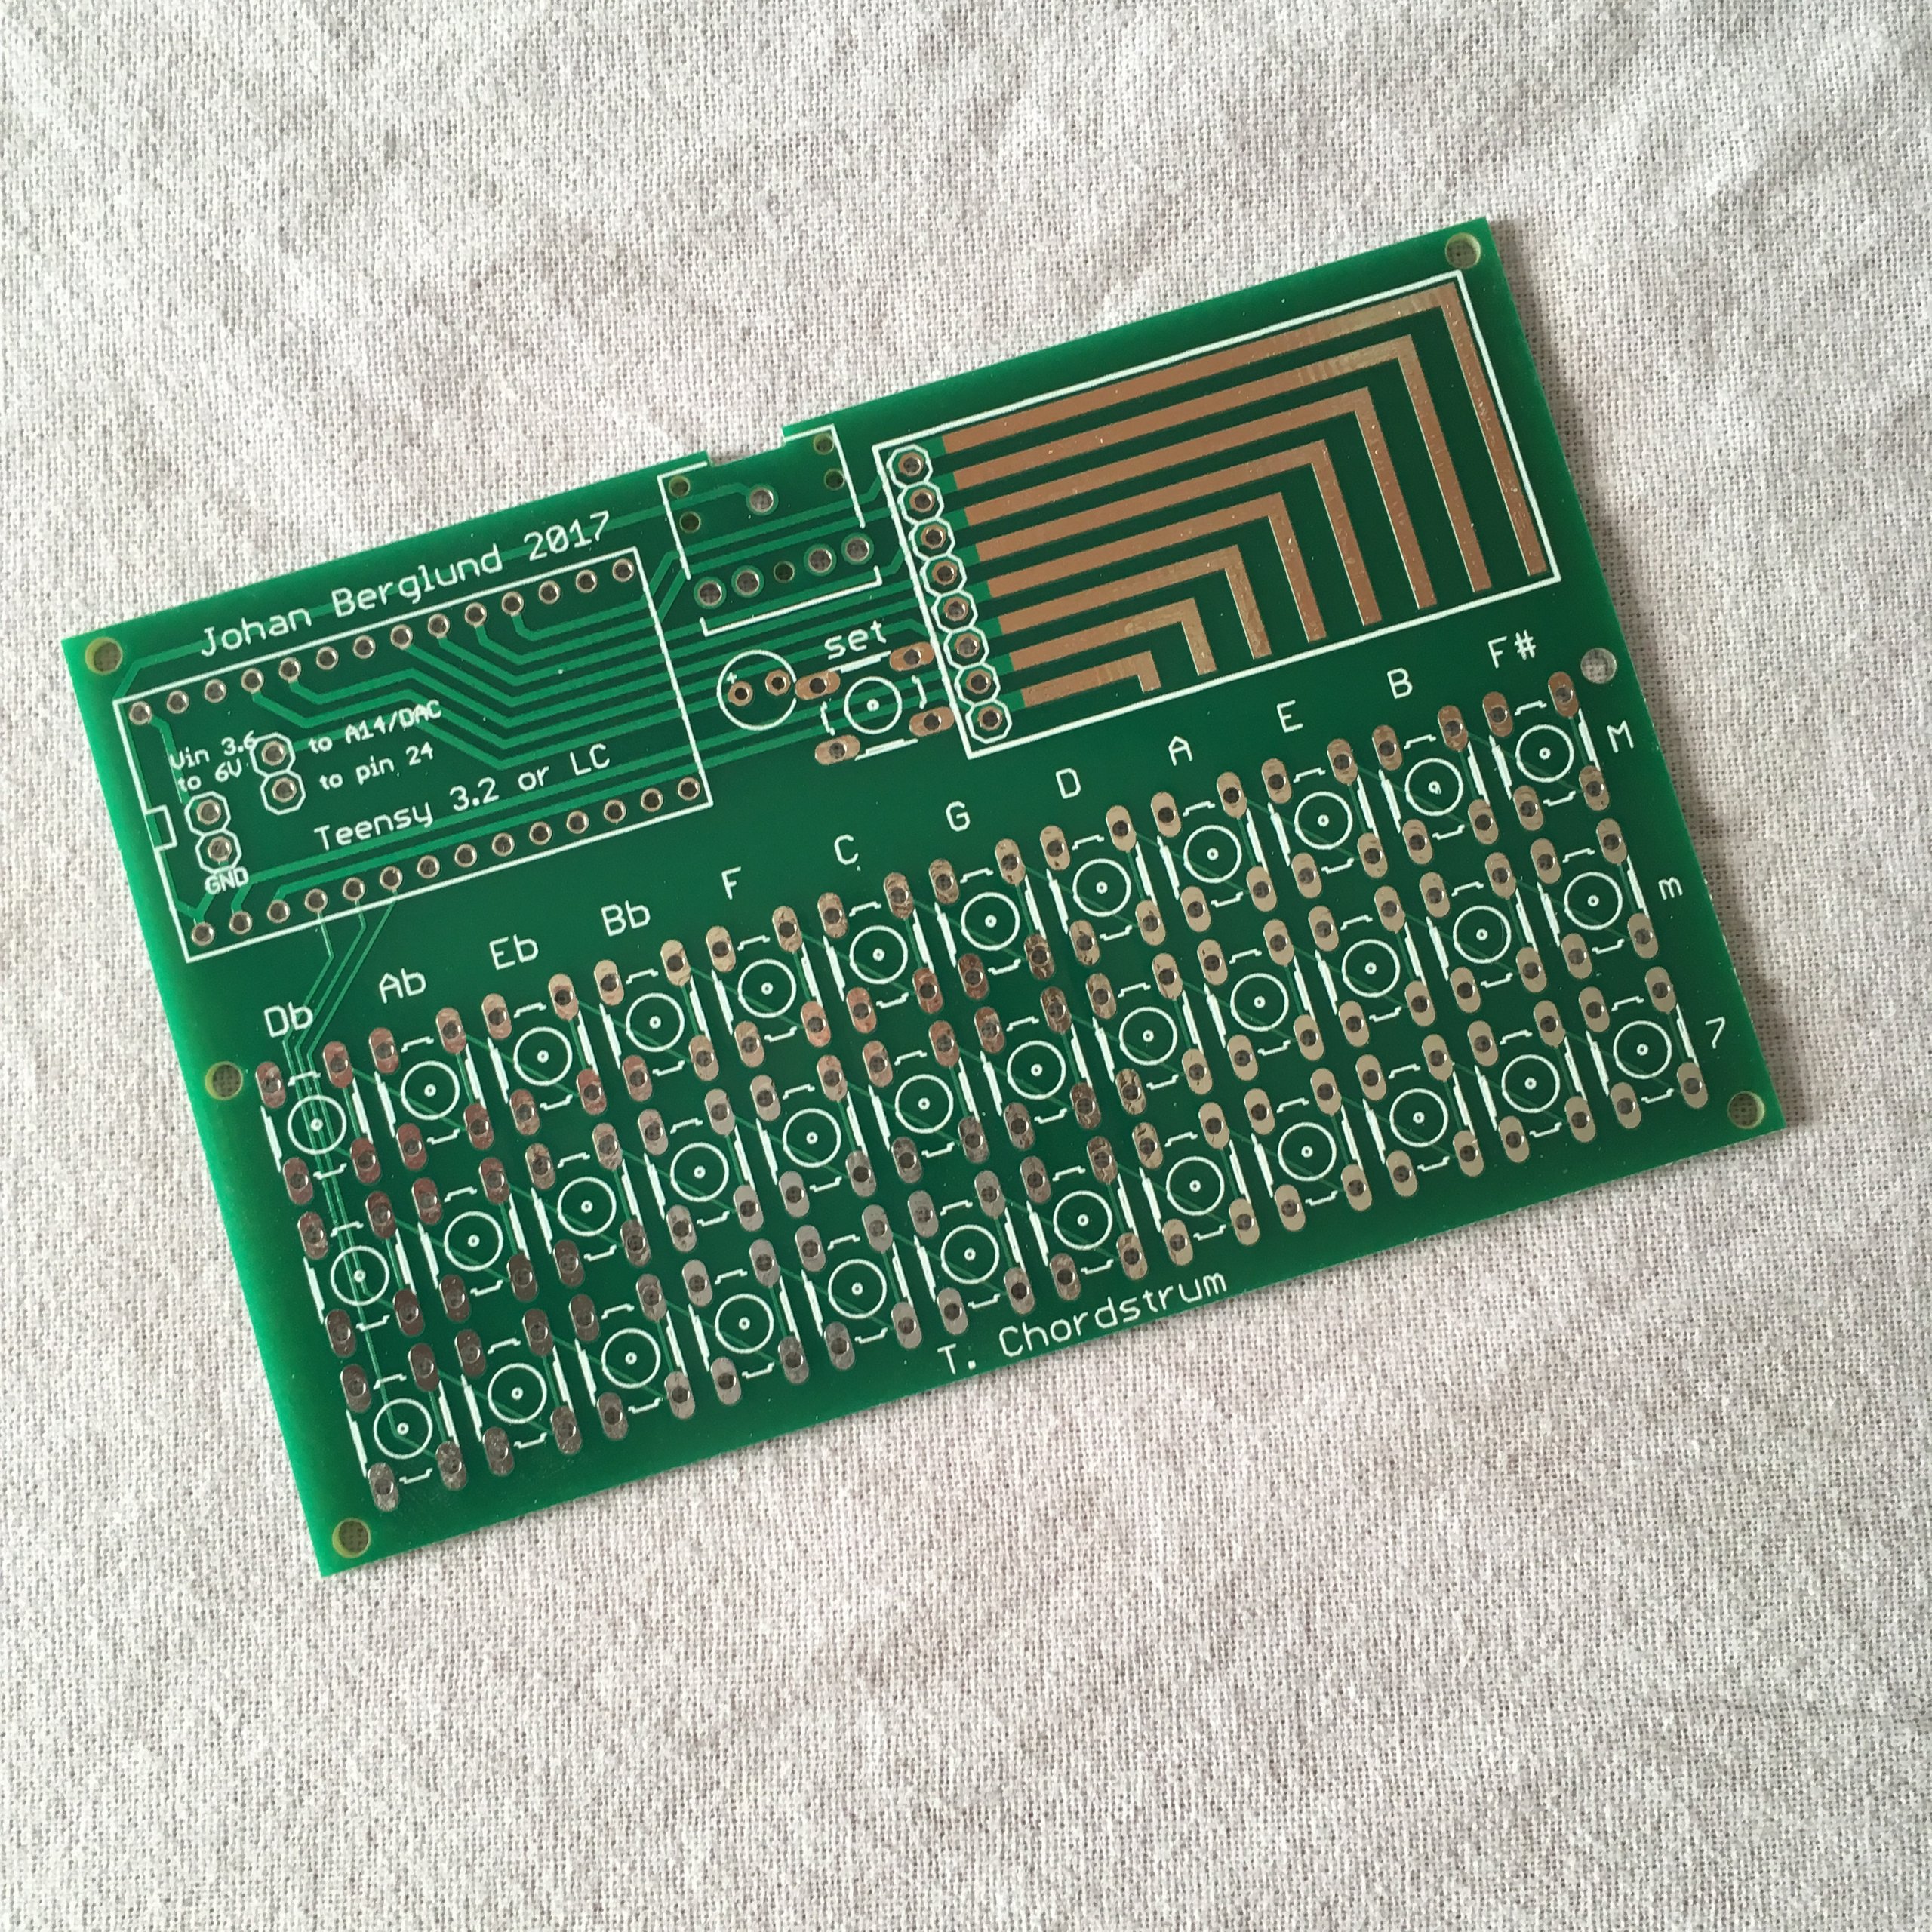 Johan Berglund 2017
set
Vin 3.6
to 6V
to A14/DAC
to pin 24
Teensy 3.2 or LC
GND
+
Db Ab Eb Bb F C G D A E B F#
M
m
7
T. Chordstrum